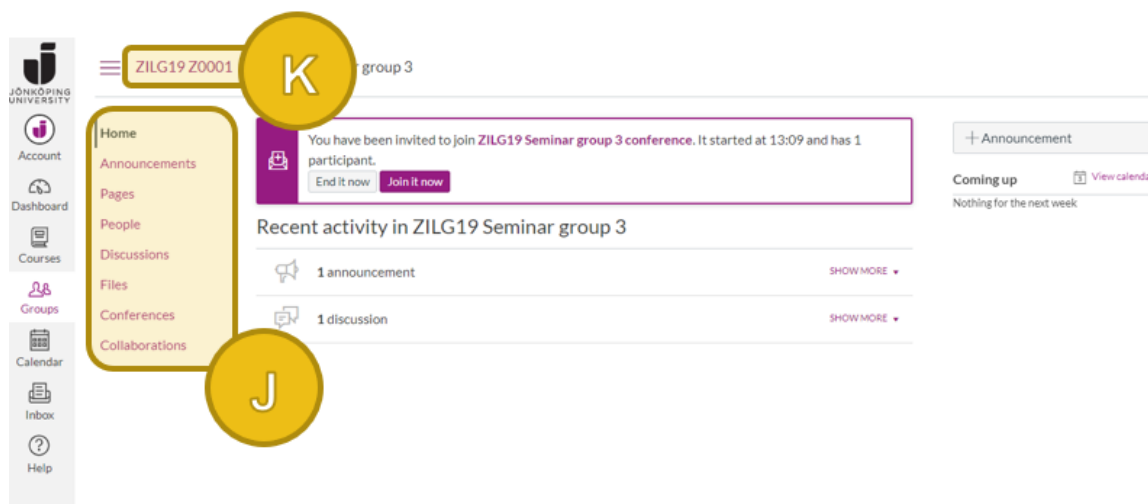 JÖNKÖPING
UNIVERSITY
Account
Dashboard
Courses
Groups
Calendar
Inbox
Help
ZILG19 Z0001
K
group 3
Home
Announcements
Pages
People
Discussions
Files
Conferences
Collaborations
J
You have been invited to join ZILG19 Seminar group 3 conference. It started at 13:09 and has 1
participant.
End it now Join it now
Recent activity in ZILG19 Seminar group 3
1 announcement SHOW MORE
1 discussion SHOW MORE
+ Announcement
Coming up View calenda
Nothing for the next week